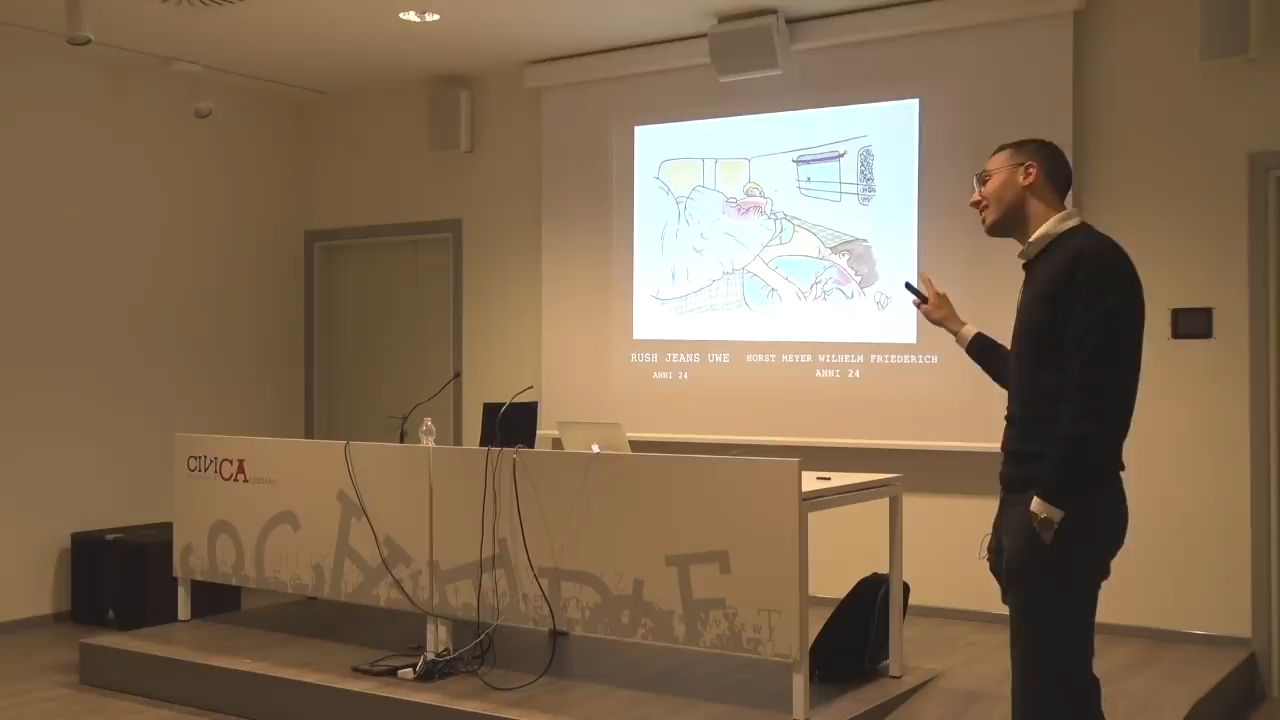 RUSH JEANS UWE
ANNI 24
HORST MEYER WILHELM FRIEDERICH
ANNI 24
CIVICA